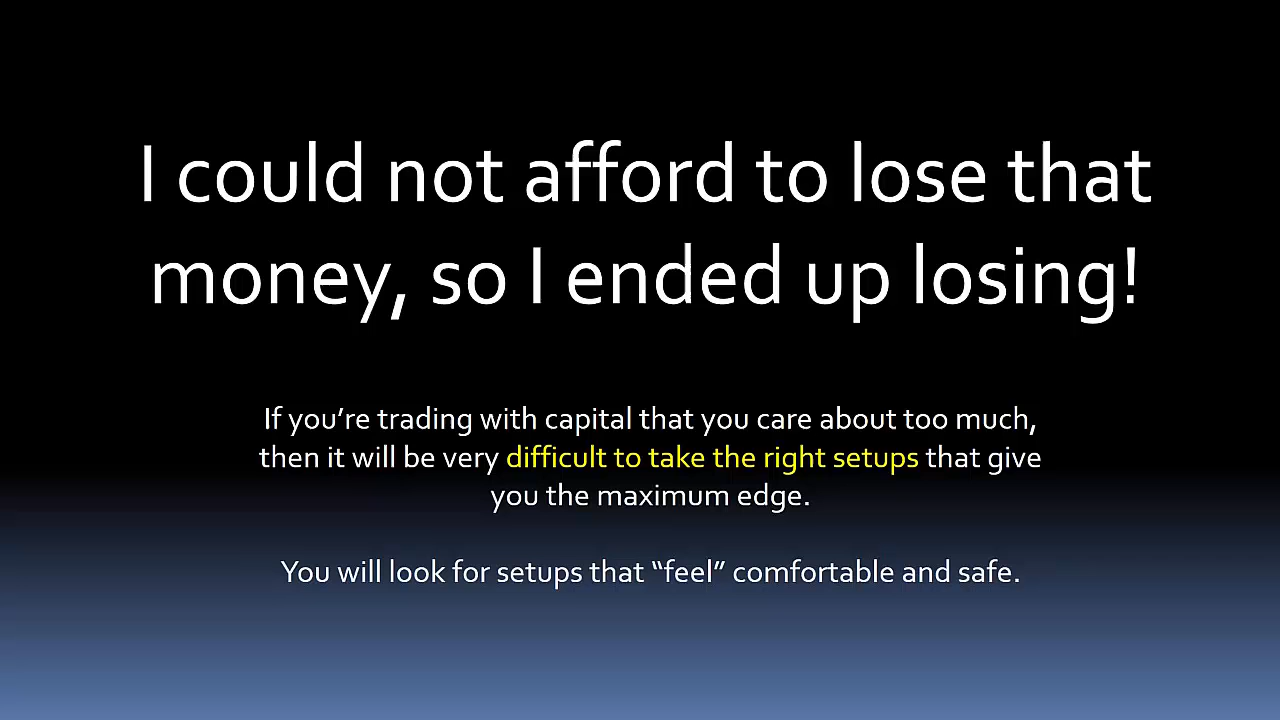 I could not afford to lose that
money, so I ended up losing!
If you’re trading with capital that you care about too much,
then it will be very difficult to take the right setups that give
you the maximum edge.
You will look for setups that “feel” comfortable and safe.